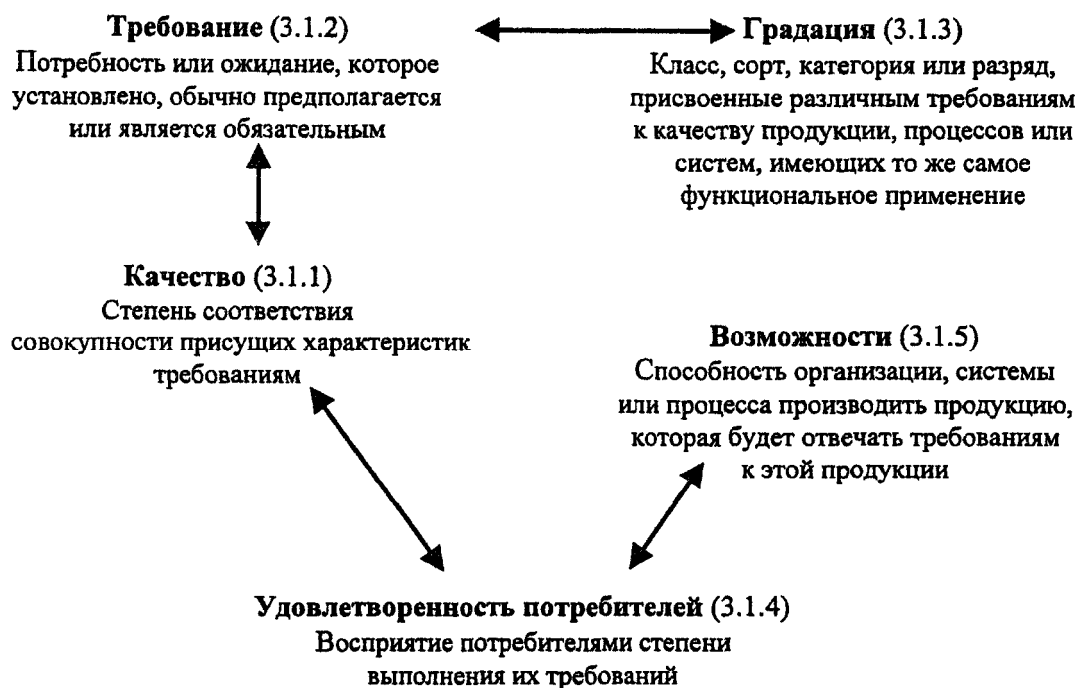 Требование (3.1.2)
Потребность или ожидание, которое
установлено, обычно предполагается
или является обязательным
Градация (3.1.3)
Класс, сорт, категория или разряд,
присвоенные различным требованиям
к качеству продукции, процессов или
систем, имеющих то же самое
функциональное применение
Качество (3.1.1)
Степень соответствия
совокупности присущих характеристик
требованиям
Возможности (3.1.5)
Способность организации, системы
или процесса производить продукцию,
которая будет отвечать требованиям
к этой продукции
Удовлетворенность потребителей (3.1.4)
Восприятие потребителями степени
выполнения их требований